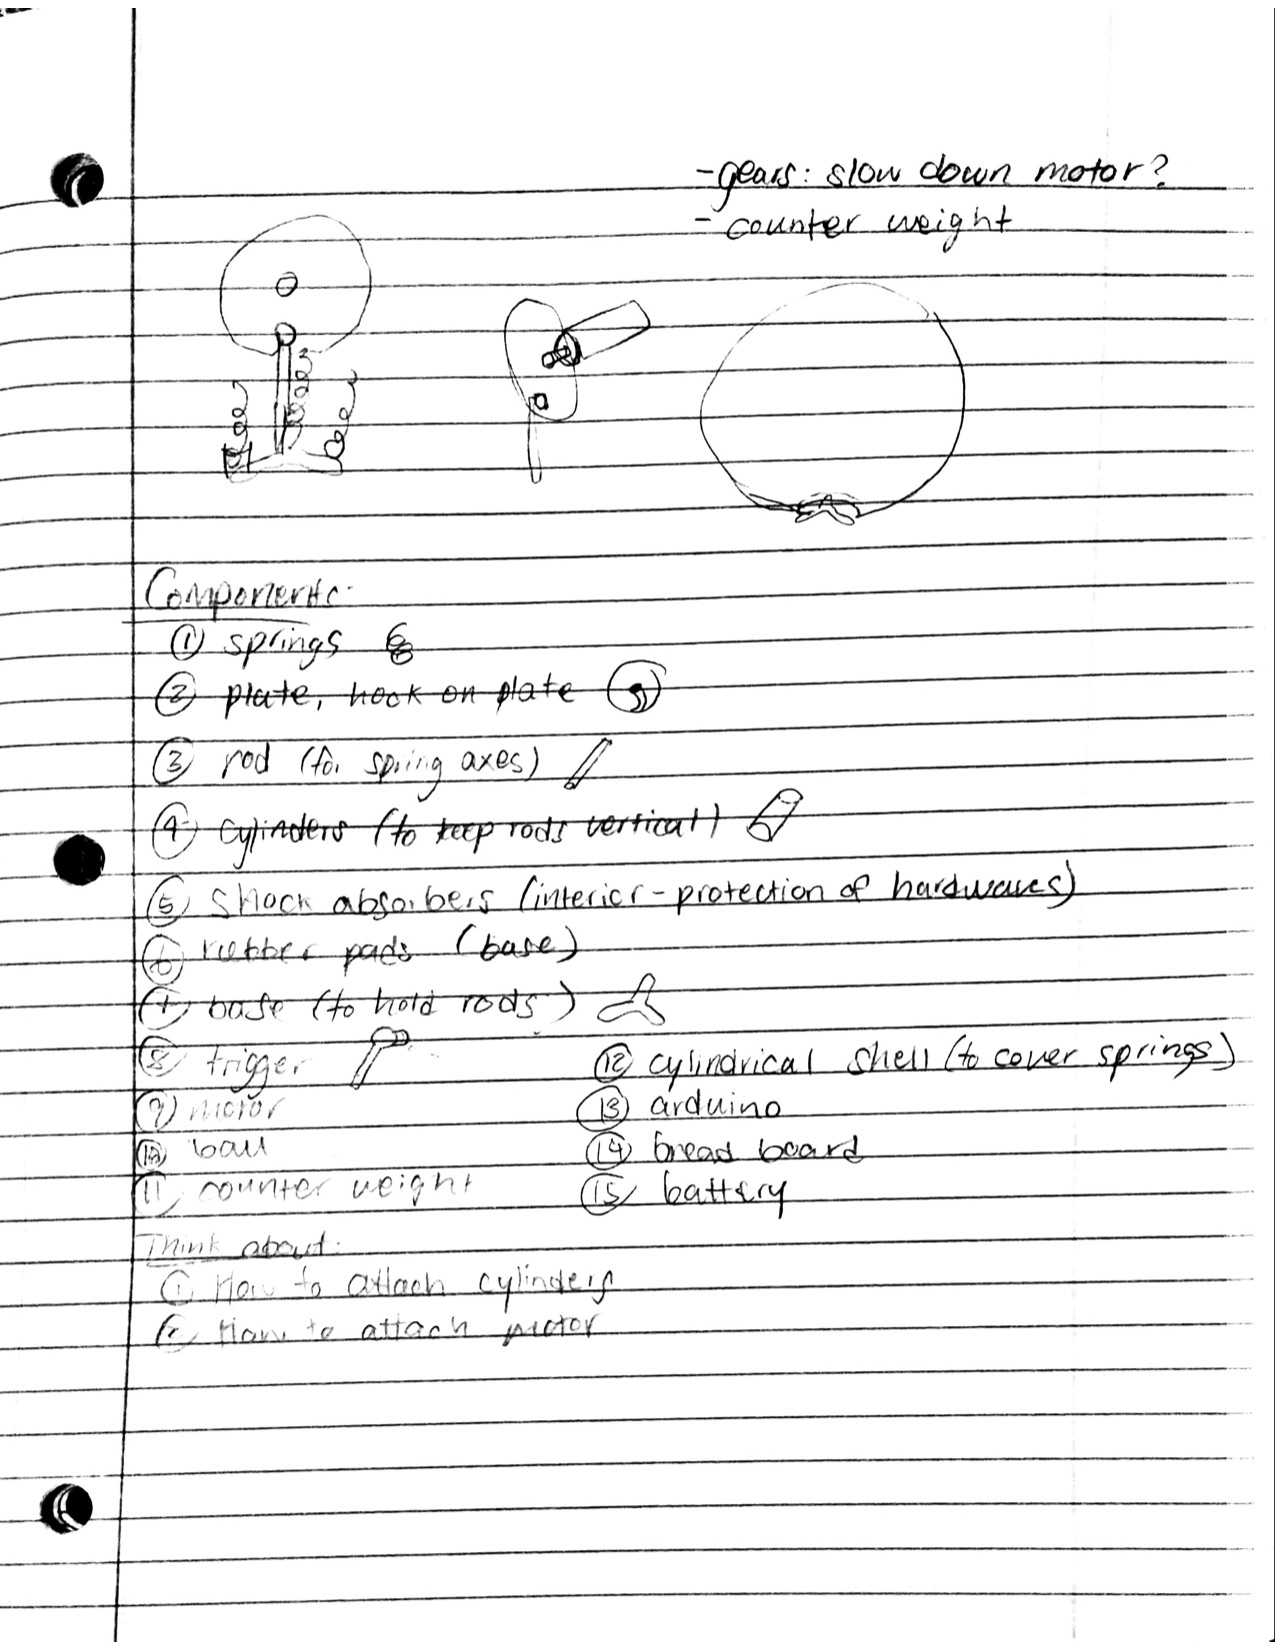 -gears: slow down motor?
- counter weight
Components:
① springs
② plate, hook on plate
③ rod (for spring axes)
④ cylinders (to keep rods vertical)
⑤ shock absorbers (interior-protection of hardwares)
⑥ rubber pads (base)
⑦ base (to hold rods)
⑧ trigger
⑨ motor
⑩ ball
⑪ counter weight
⑫ cylindrical shell (to cover springs)
⑬ arduino
⑭ bread board
⑮ battery
Think about:
① How to attach cylinders
② How to attach motor